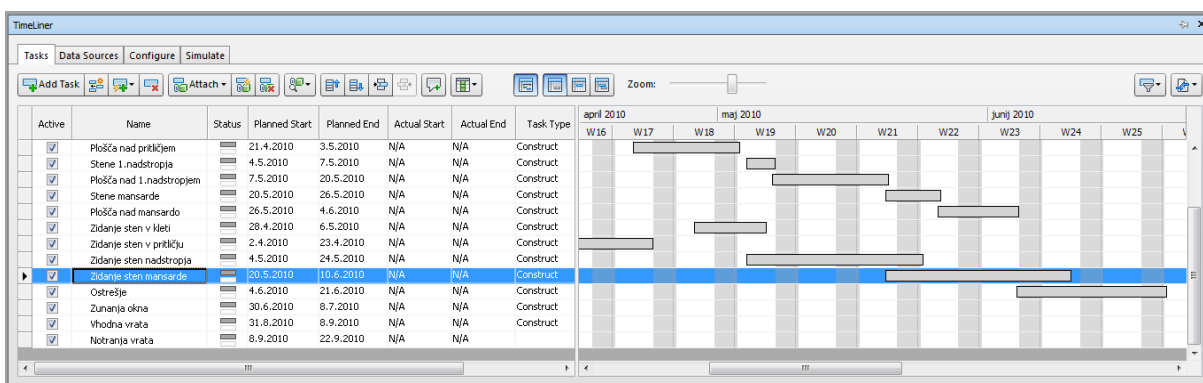 TimeLiner
Tasks Data Sources Configure Simulate
Add Task Attach Zoom:
april 2010 maj 2010 junij 2010
Active Name Status Planned Start Planned End Actual Start Actual End Task Type W16 W17 W18 W19 W20 W21 W22 W23 W24 W25
Plošča nad pritličjem 21.4.2010 3.5.2010 N/A N/A Construct
Stene 1.nadstropja 4.5.2010 7.5.2010 N/A N/A Construct
Plošča nad 1.nadstropjem 7.5.2010 20.5.2010 N/A N/A Construct
Stene mansarde 20.5.2010 26.5.2010 N/A N/A Construct
Plošča nad mansardo 26.5.2010 4.6.2010 N/A N/A Construct
Zidanje sten v kleti 28.4.2010 6.5.2010 N/A N/A Construct
Zidanje sten v pritličju 2.4.2010 23.4.2010 N/A N/A Construct
Zidanje sten nadstropja 4.5.2010 24.5.2010 N/A N/A Construct
Zidanje sten mansarde 20.5.2010 10.6.2010 N/A N/A Construct
Ostrešje 4.6.2010 21.6.2010 N/A N/A Construct
Zunanja okna 30.6.2010 8.7.2010 N/A N/A Construct
Vhodna vrata 31.8.2010 8.9.2010 N/A N/A Construct
Notranja vrata 8.9.2010 22.9.2010 N/A N/A